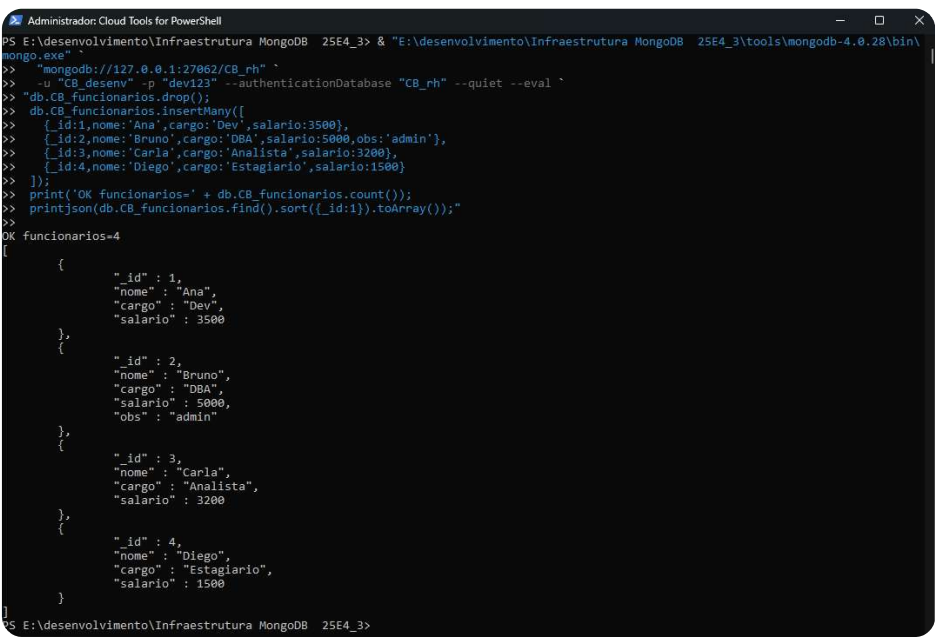 Administrador: Cloud Tools for PowerShell
PS E:\desenvolvimento\Infraestrutura MongoDB  25E4_3> & "E:\desenvolvimento\Infraestrutura MongoDB  25E4_3\tools\mongodb-4.0.28\bin\
mongo.exe" `
>>   "mongodb://127.0.0.1:27062/CB_rh" `
>>   -u "CB_desenv" -p "dev123" --authenticationDatabase "CB_rh" --quiet --eval `
>> "db.CB_funcionarios.drop();
>>  db.CB_funcionarios.insertMany([
>>    {_id:1,nome:'Ana',cargo:'Dev',salario:3500},
>>    {_id:2,nome:'Bruno',cargo:'DBA',salario:5000,obs:'admin'},
>>    {_id:3,nome:'Carla',cargo:'Analista',salario:3200},
>>    {_id:4,nome:'Diego',cargo:'Estagiario',salario:1500}
>>  ]);
>>  print('OK funcionarios=' + db.CB_funcionarios.count());
>>  printjson(db.CB_funcionarios.find().sort({_id:1}).toArray());"
>>
OK funcionarios=4
[
        {
                "_id" : 1,
                "nome" : "Ana",
                "cargo" : "Dev",
                "salario" : 3500
        },
        {
                "_id" : 2,
                "nome" : "Bruno",
                "cargo" : "DBA",
                "salario" : 5000,
                "obs" : "admin"
        },
        {
                "_id" : 3,
                "nome" : "Carla",
                "cargo" : "Analista",
                "salario" : 3200
        },
        {
                "_id" : 4,
                "nome" : "Diego",
                "cargo" : "Estagiario",
                "salario" : 1500
        }
]
PS E:\desenvolvimento\Infraestrutura MongoDB  25E4_3>